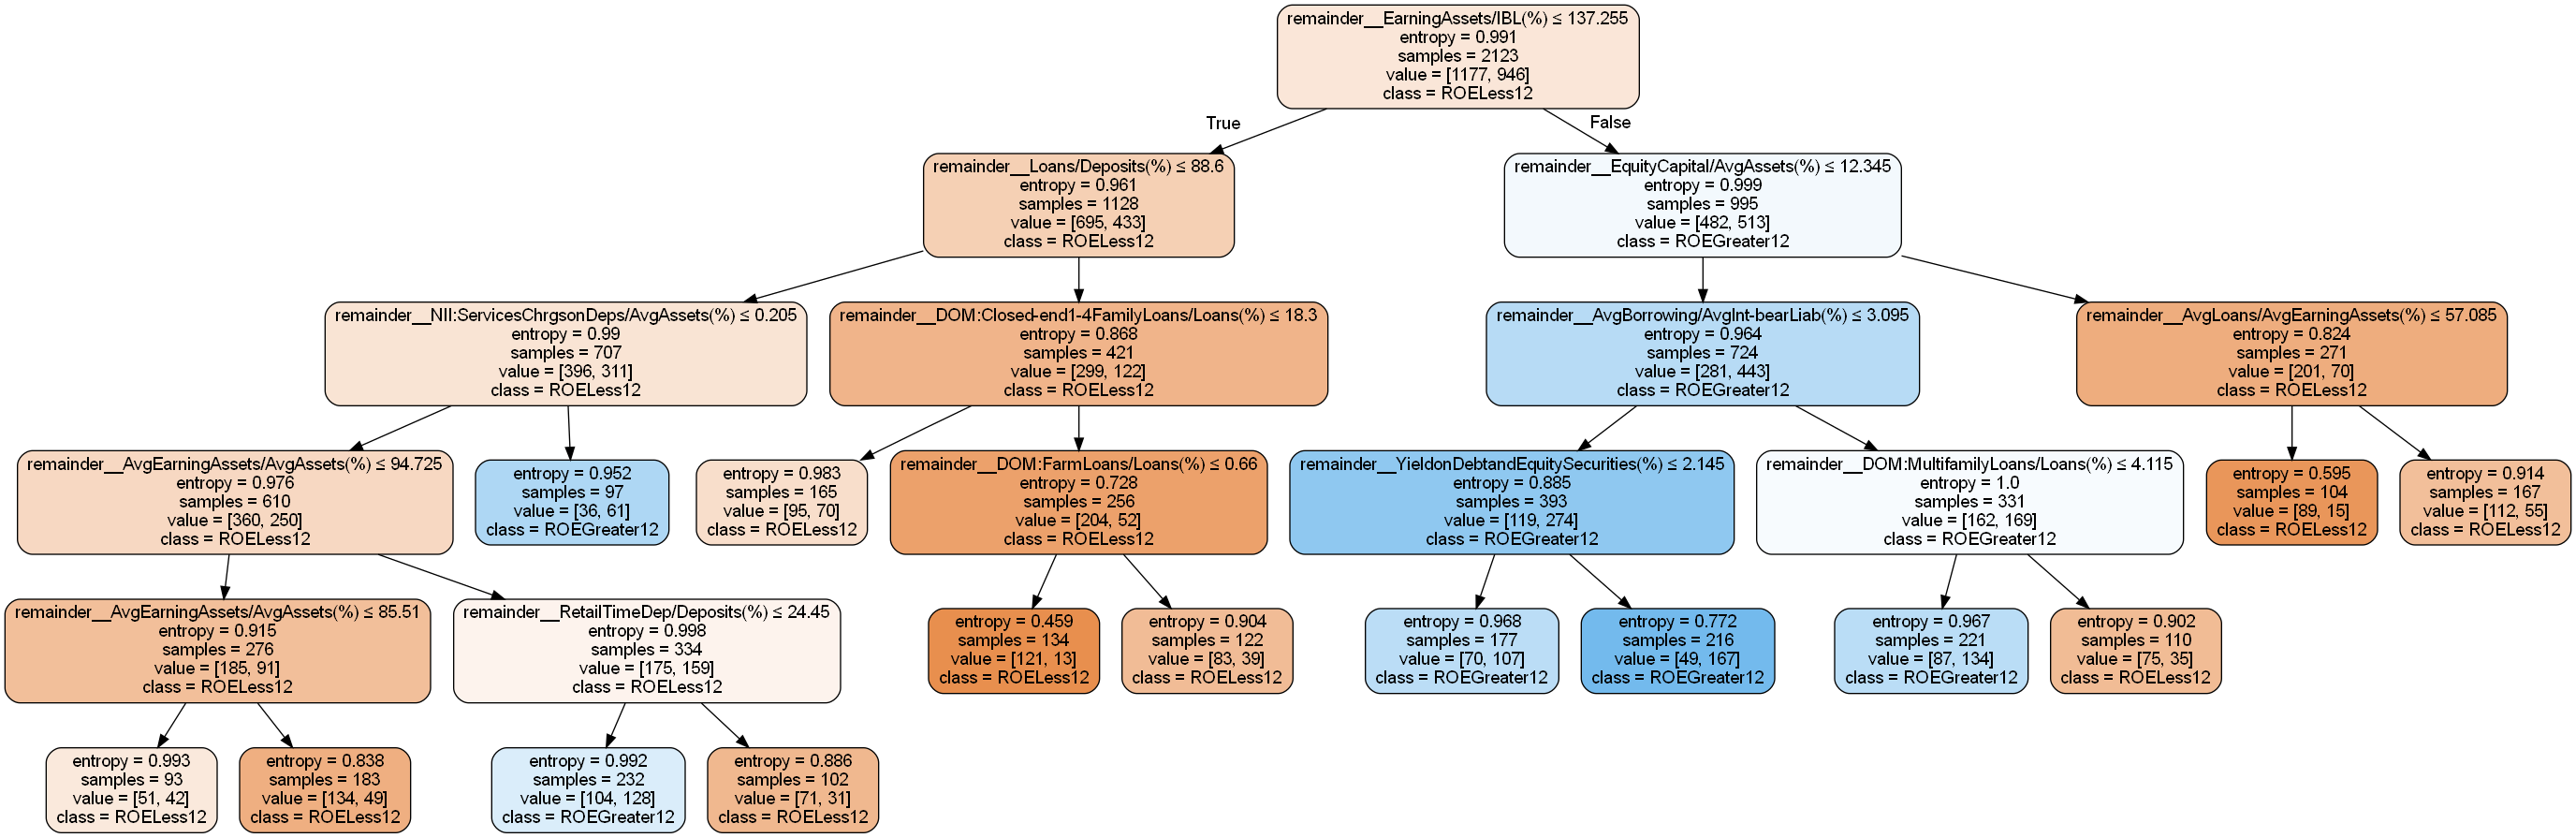 remainder__EarningAssets/IBL(%) ≤ 137.255
entropy = 0.991
samples = 2123
value = [1177, 946]
class = ROELess12
True
False
remainder__Loans/Deposits(%) ≤ 88.6
entropy = 0.961
samples = 1128
value = [695, 433]
class = ROELess12
remainder__EquityCapital/AvgAssets(%) ≤ 12.345
entropy = 0.999
samples = 995
value = [482, 513]
class = ROEGreater12
remainder__NII:ServicesChrgsonDeps/AvgAssets(%) ≤ 0.205
entropy = 0.99
samples = 707
value = [396, 311]
class = ROELess12
remainder__DOM:Closed-end1-4FamilyLoans/Loans(%) ≤ 18.3
entropy = 0.868
samples = 421
value = [299, 122]
class = ROELess12
remainder__AvgBorrowing/AvgInt-bearLiab(%) ≤ 3.095
entropy = 0.964
samples = 724
value = [281, 443]
class = ROEGreater12
remainder__AvgLoans/AvgEarningAssets(%) ≤ 57.085
entropy = 0.824
samples = 271
value = [201, 70]
class = ROELess12
remainder__AvgEarningAssets/AvgAssets(%) ≤ 94.725
entropy = 0.976
samples = 610
value = [360, 250]
class = ROELess12
entropy = 0.952
samples = 97
value = [36, 61]
class = ROEGreater12
entropy = 0.983
samples = 165
value = [95, 70]
class = ROELess12
remainder__DOM:FarmLoans/Loans(%) ≤ 0.66
entropy = 0.728
samples = 256
value = [204, 52]
class = ROELess12
remainder__YieldonDebtandEquitySecurities(%) ≤ 2.145
entropy = 0.885
samples = 393
value = [119, 274]
class = ROEGreater12
remainder__DOM:MultifamilyLoans/Loans(%) ≤ 4.115
entropy = 1.0
samples = 331
value = [162, 169]
class = ROEGreater12
entropy = 0.595
samples = 104
value = [89, 15]
class = ROELess12
entropy = 0.914
samples = 167
value = [112, 55]
class = ROELess12
remainder__AvgEarningAssets/AvgAssets(%) ≤ 85.51
entropy = 0.915
samples = 276
value = [185, 91]
class = ROELess12
remainder__RetailTimeDep/Deposits(%) ≤ 24.45
entropy = 0.998
samples = 334
value = [175, 159]
class = ROELess12
entropy = 0.459
samples = 134
value = [121, 13]
class = ROELess12
entropy = 0.904
samples = 122
value = [83, 39]
class = ROELess12
entropy = 0.968
samples = 177
value = [70, 107]
class = ROEGreater12
entropy = 0.772
samples = 216
value = [49, 167]
class = ROEGreater12
entropy = 0.967
samples = 221
value = [87, 134]
class = ROEGreater12
entropy = 0.902
samples = 110
value = [75, 35]
class = ROELess12
entropy = 0.993
samples = 93
value = [51, 42]
class = ROELess12
entropy = 0.838
samples = 183
value = [134, 49]
class = ROELess12
entropy = 0.992
samples = 232
value = [104, 128]
class = ROEGreater12
entropy = 0.886
samples = 102
value = [71, 31]
class = ROELess12